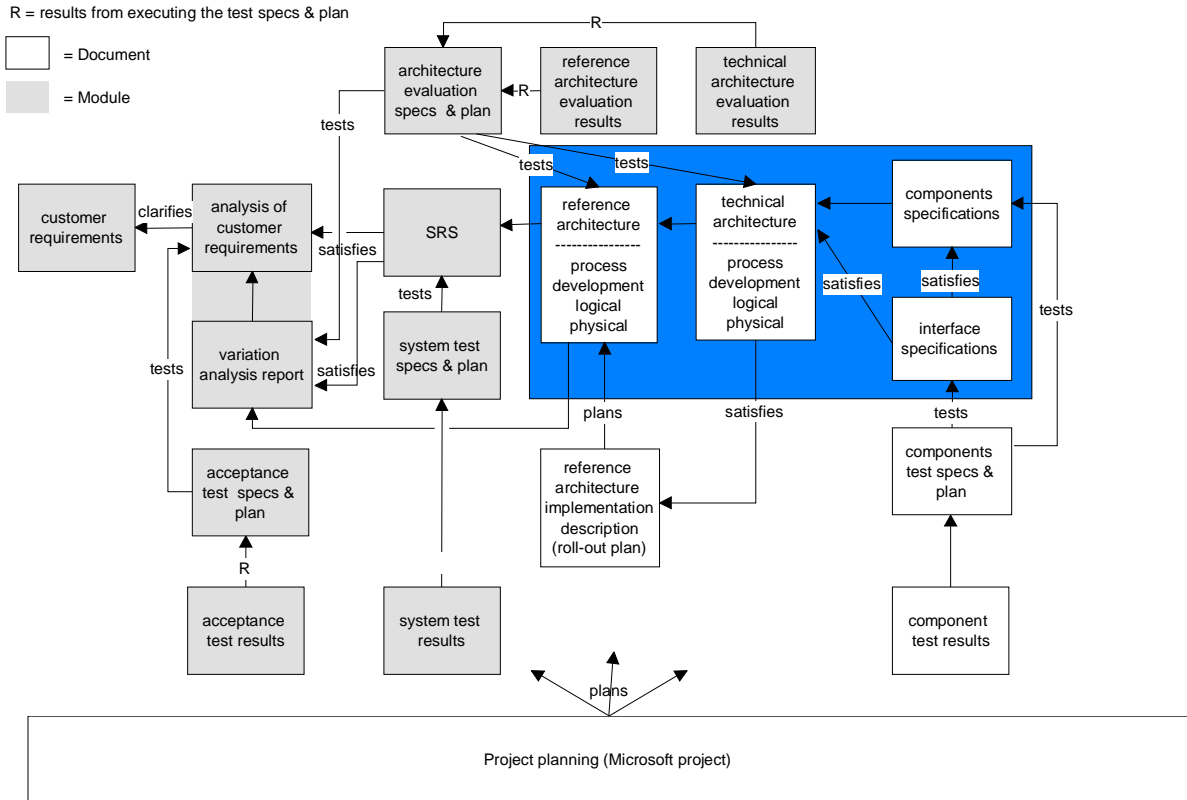 R = results from executing the test specs & plan
= Document
= Module
R
architecture
evaluation
specs & plan
R
reference
architecture
evaluation
results
technical
architecture
evaluation
results
tests
tests
tests
customer
requirements
clarifies
analysis of
customer
requirements
satisfies
SRS
reference
architecture
----------------
process
development
logical
physical
technical
architecture
----------------
process
development
logical
physical
components
specifications
satisfies
satisfies
interface
specifications
tests
tests
variation
analysis report
satisfies
system test
specs & plan
tests
plans
satisfies
tests
acceptance
test specs &
plan
reference
architecture
implementation
description
(roll-out plan)
components
test specs &
plan
R
acceptance
test results
system test
results
component
test results
plans
Project planning (Microsoft project)